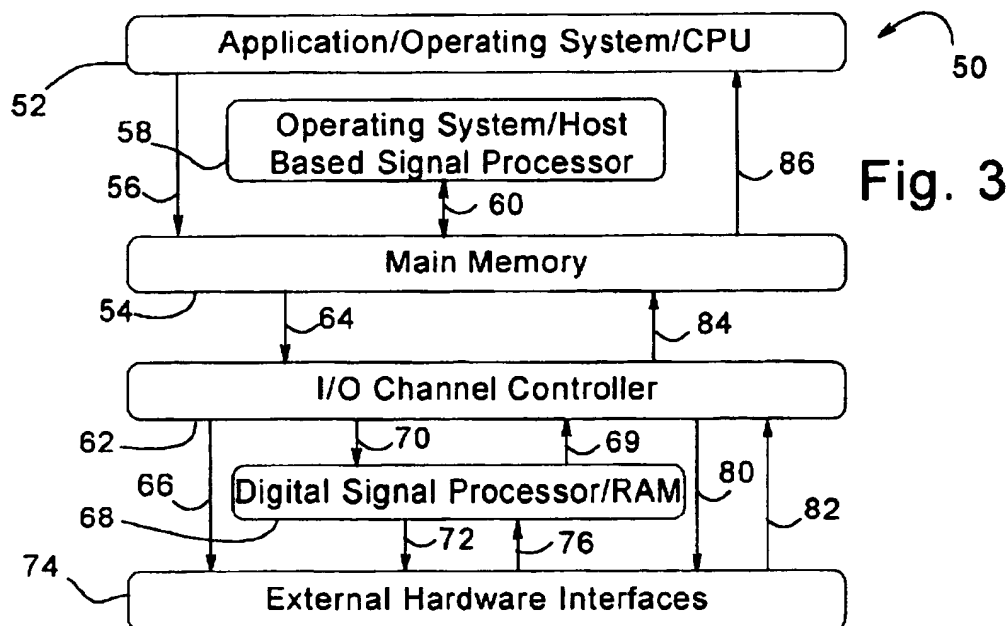 Application/Operating System/CPU
50
52
58
Operating System/Host
Based Signal Processor
86
Fig. 3
56
60
Main Memory
54
64
84
I/O Channel Controller
62
70
69
66
Digital Signal Processor/RAM
80
68
72
76
82
74
External Hardware Interfaces